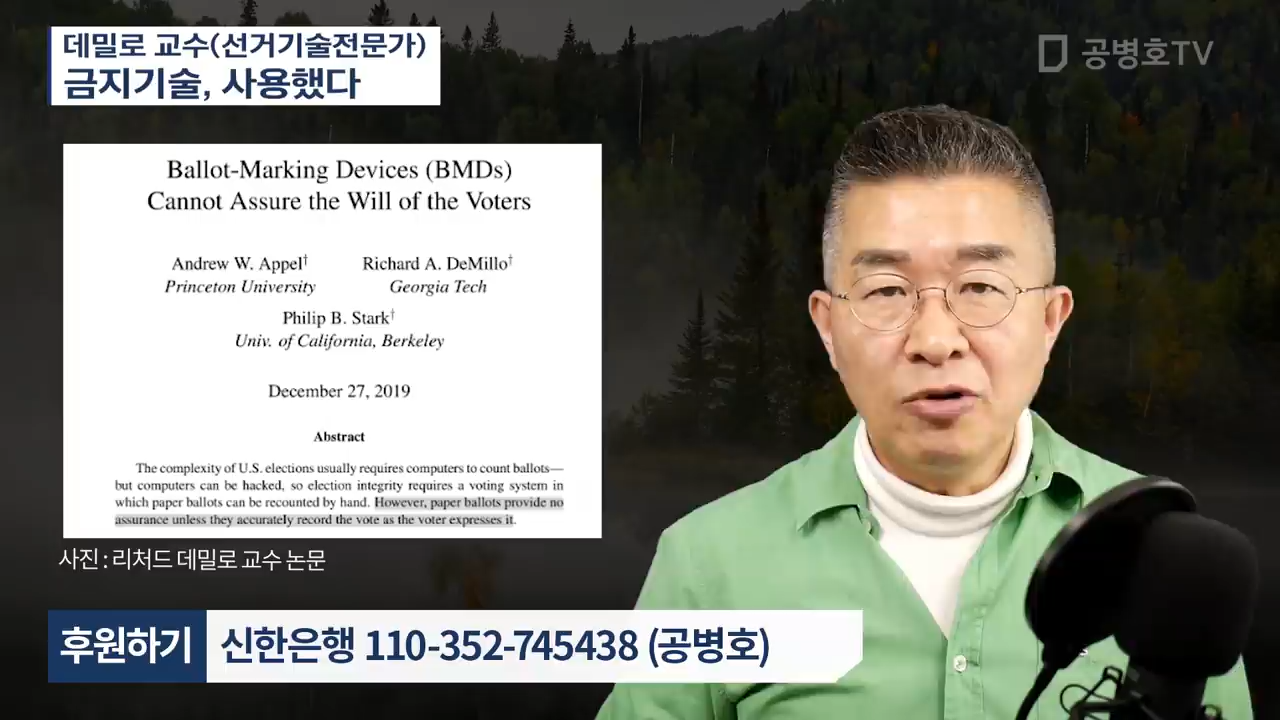 데밀로 교수(선거기술전문가)
금지기술, 사용했다
공병호TV
Ballot-Marking Devices (BMDs)
Cannot Assure the Will of the Voters
Andrew W. Appel† Richard A. DeMillo†
Princeton University Georgia Tech
Philip B. Stark†
Univ. of California, Berkeley
December 27, 2019
Abstract
The complexity of U.S. elections usually requires computers to count ballots—
but computers can be hacked, so election integrity requires a voting system in
which paper ballots can be recounted by hand. However, paper ballots provide no
assurance unless they accurately record the vote as the voter expresses it.
사진 : 리처드 데밀로 교수 논문
후원하기 신한은행 110-352-745438 (공병호)